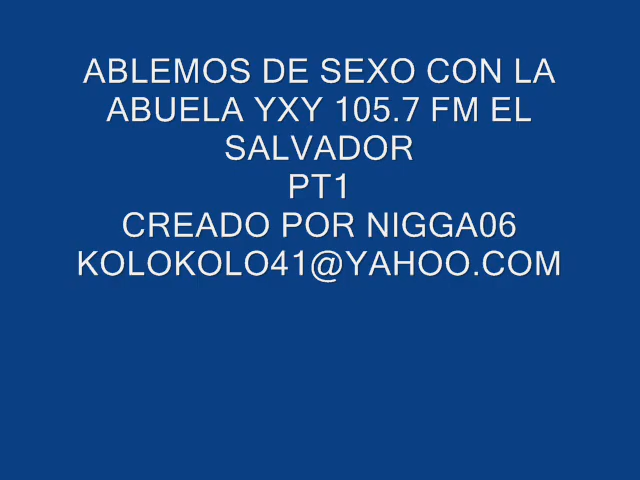 ABLEMOS DE SEXO CON LA
ABUELA YXY 105.7 FM EL
SALVADOR
PT1
CREADO POR NIGGA06
KOLOKOLO41@YAHOO.COM